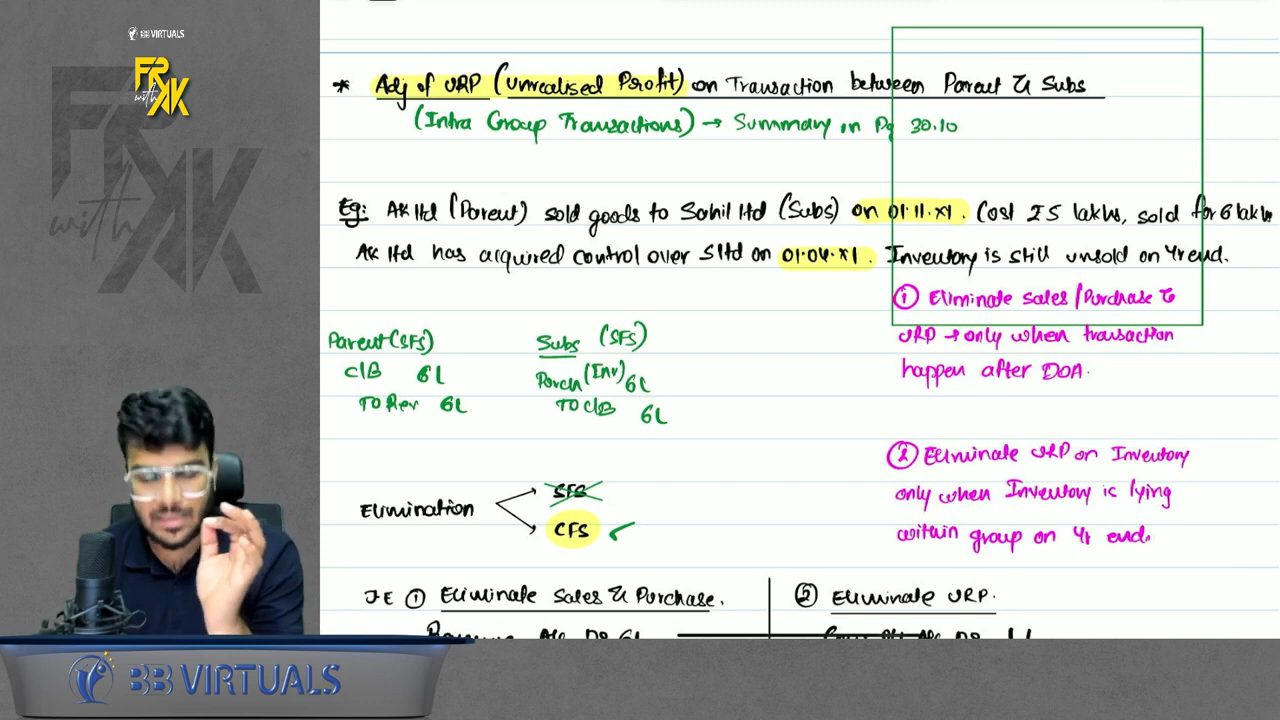 BB VIRTUALS
FR
with
AK
FR
with
AK
* Adj of URP (Unrealised Profit) on Transaction between Parent & Subs
(Intra Group Transactions) → Summary in Pg 30.10
Eg: AK ltd (Parent) sold goods to Sahil ltd (Subs) on 01.11.X1. Cost ₹5 lakhs, sold for 6 lakhs
AK ltd has acquired control over S ltd on 01.04.X1. Inventory is still unsold on Yr end.
① Eliminate sales/Purchase &
URP → only when transaction
happen after DOA.
Parent (SFS)
C/B 6L
TO Rev 6L
Subs (SFS)
Purch (Inv) 6L
TO C/B 6L
② Eliminate URP on Inventory
only when Inventory is lying
within group on Yr end.
Elimination
SFS
CFS ✓
JE ① Eliminate Sales & Purchase.
② Eliminate URP.
BB VIRTUALS